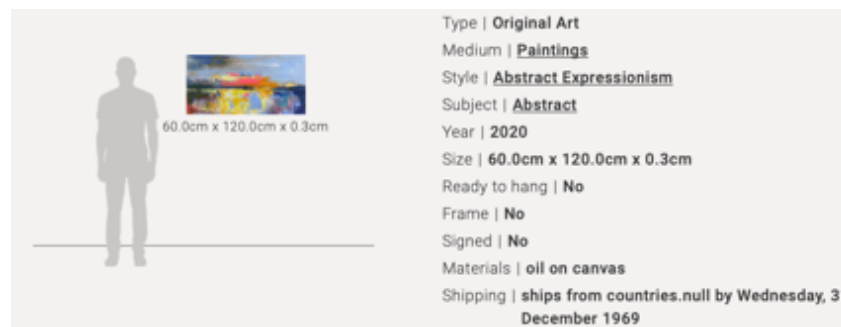 60.0cm x 120.0cm x 0.3cm
Type | Original Art
Medium | Paintings
Style | Abstract Expressionism
Subject | Abstract
Year | 2020
Size | 60.0cm x 120.0cm x 0.3cm
Ready to hang | No
Frame | No
Signed | No
Materials | oil on canvas
Shipping | ships from countries.null by Wednesday, 3
December 1969